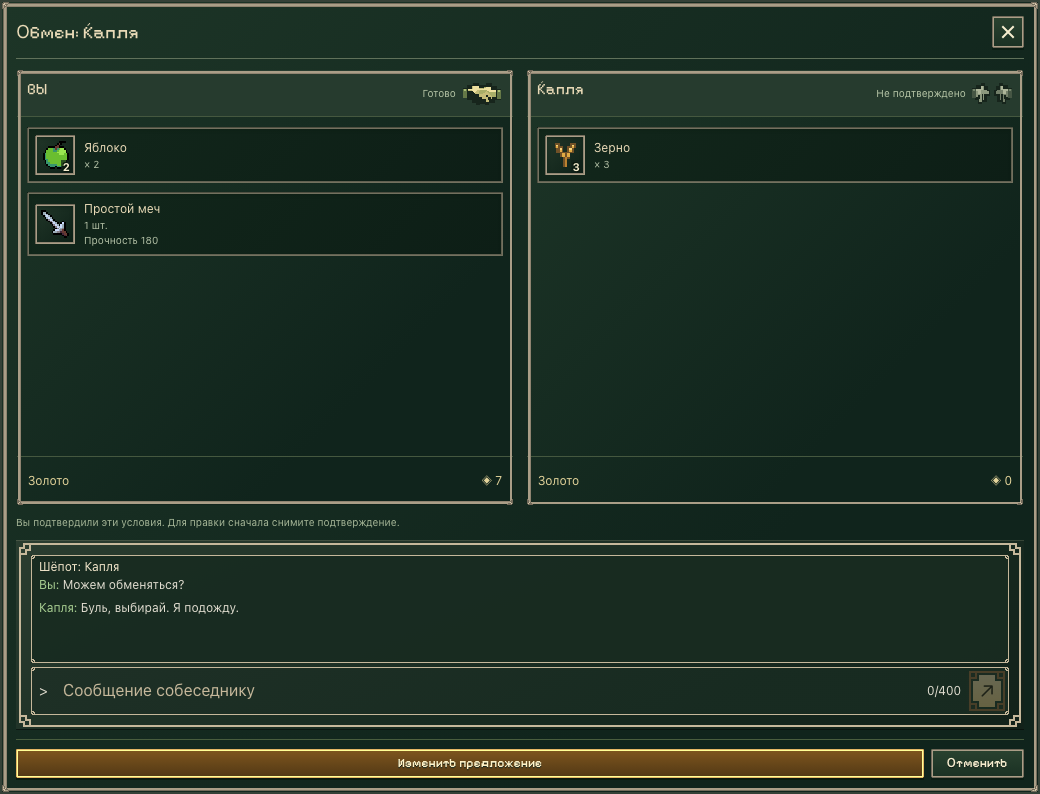 Обмен: Капля
Вы
Готово
Яблоко
× 2
2
Простой меч
1 шт.
Прочность 180
Золото
7
Капля
Не подтверждено
Зерно
× 3
3
Золото
0
Вы подтвердили эти условия. Для правки сначала снимите подтверждение.
Шёпот: Капля
Вы: Можем обменяться?
Капля: Буль, выбирай. Я подожду.
> Сообщение собеседнику
0/400
Изменить предложение
Отменить